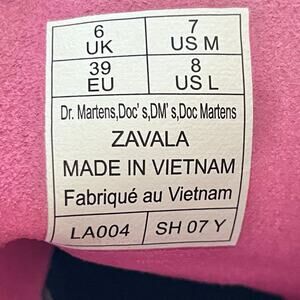 6 7
UK US M
39 8
EU US L
Dr. Martens,Doc' s,DM' s,Doc Martens
ZAVALA
MADE IN VIETNAM
Fabriqué au Vietnam
LA004 SH 07 Y